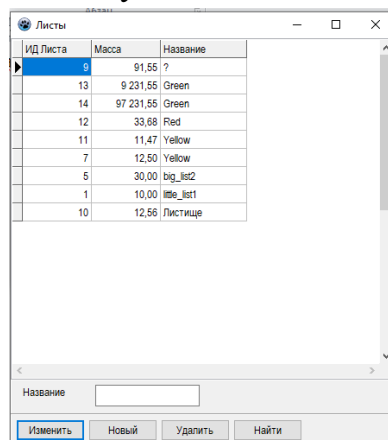 Листы
ИД Листа Масса Название
9 91,55 ?
13 9 231,55 Green
14 97 231,55 Green
12 33,68 Red
11 11,47 Yellow
7 12,50 Yellow
5 30,00 big_list2
1 10,00 little_list1
10 12,56 Листище
Название
Изменить Новый Удалить Найти